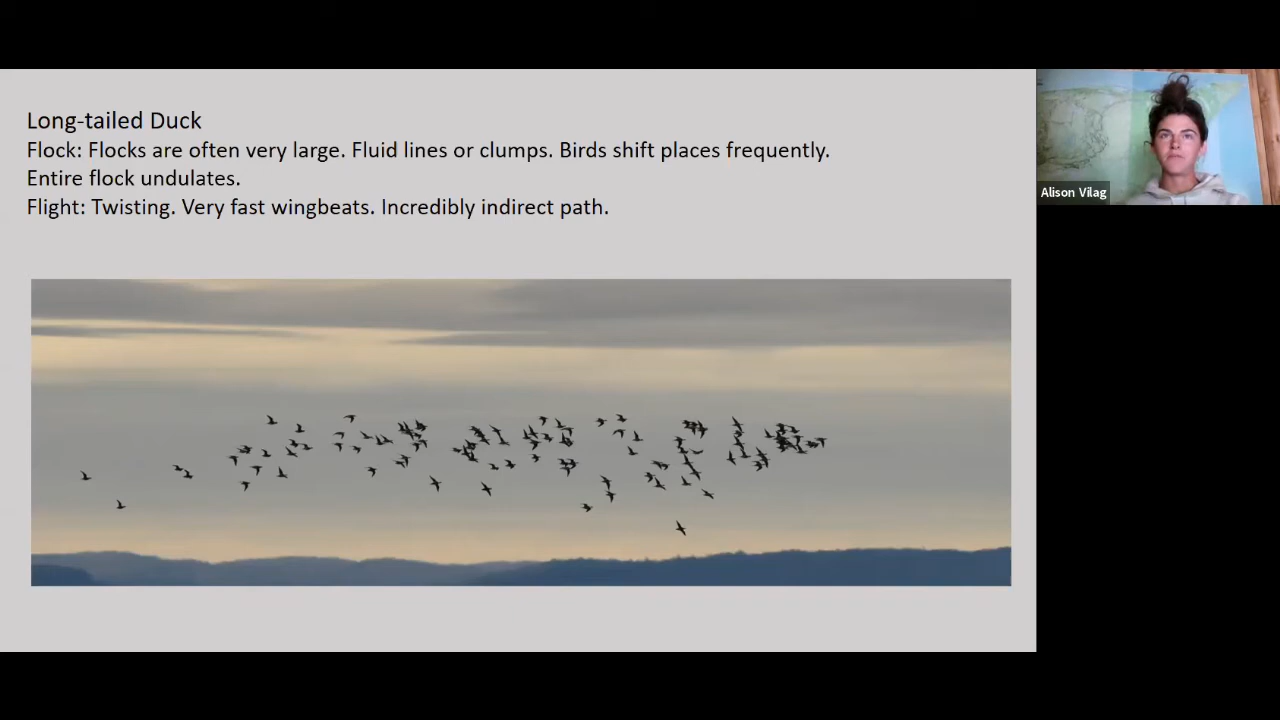 Long-tailed Duck
Flock: Flocks are often very large. Fluid lines or clumps. Birds shift places frequently.
Entire flock undulates.
Flight: Twisting. Very fast wingbeats. Incredibly indirect path.
Alison Vilag